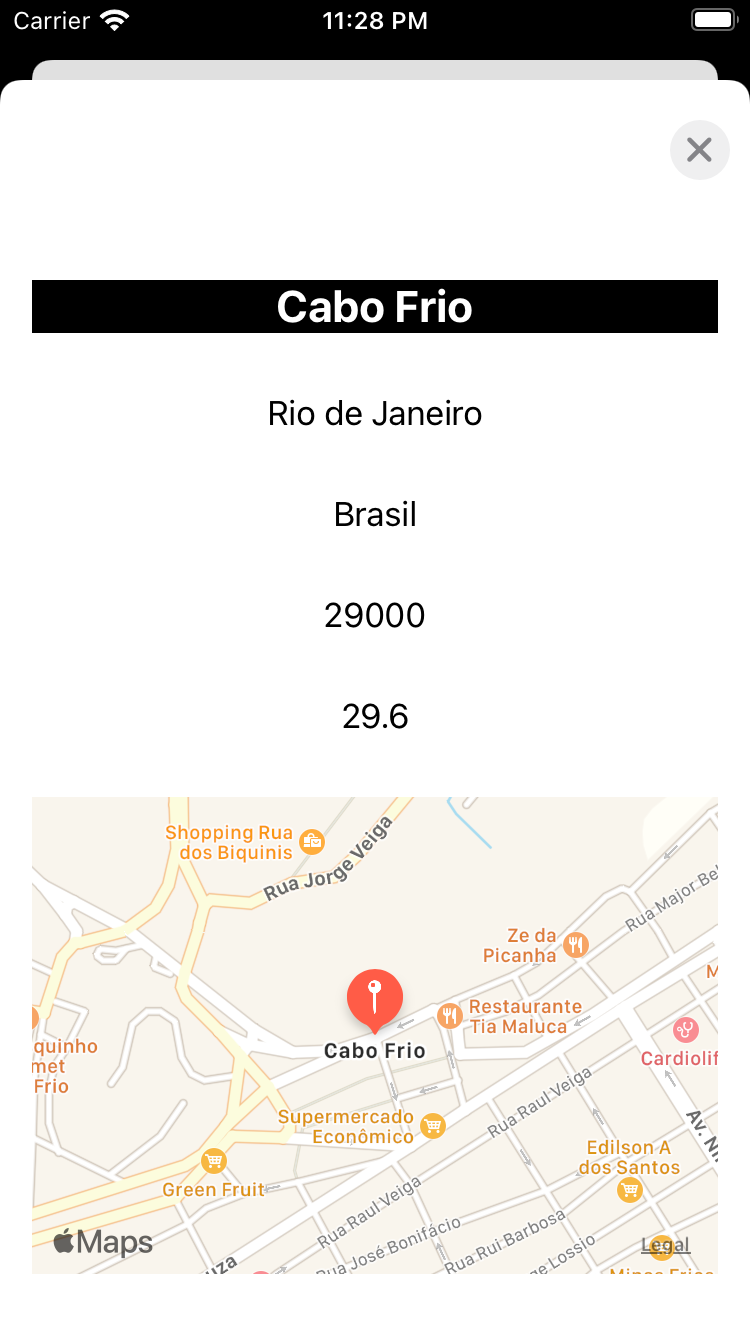 Carrier 11:28 PM
Cabo Frio
Rio de Janeiro
Brasil
29000
29.6
Shopping Rua
dos Biquinis
Rua Jorge Veiga
Rua Major Be
Ze da
Picanha
M
Restaurante
Tia Maluca
quinho
met
Frio
Cabo Frio
Cardiolif
Supermercado
Econômico
Rua Raul Veiga
Av. Ni
Edilson A
dos Santos
Green Fruit
Rua Raul Veiga
Rua José Bonifácio
Rua Rui Barbosa
e Lossio
uza
Maps
Legal